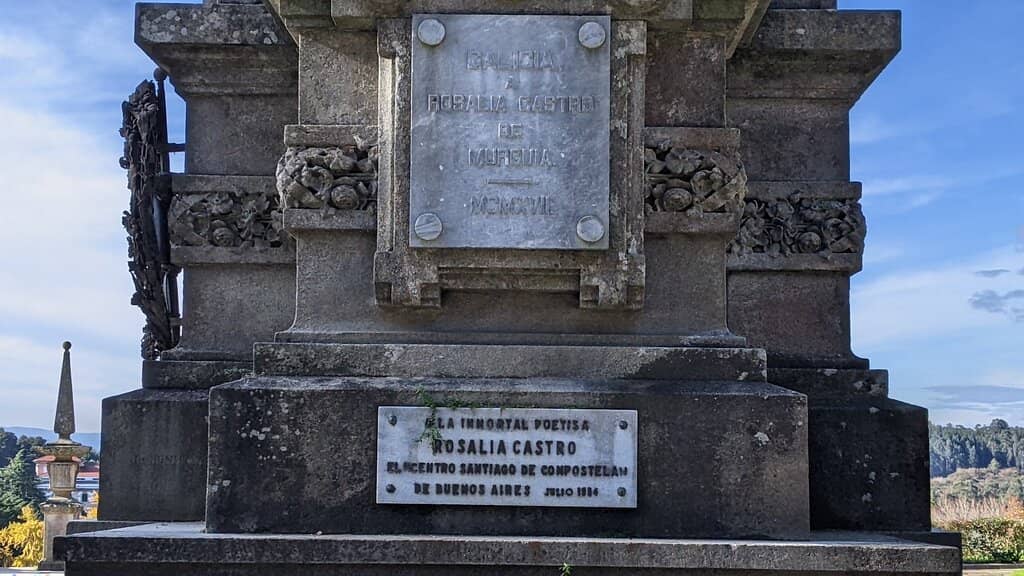 GALICIA
A
ROSALIA CASTRO
DE
MURGUIA
MCMXVII
A LA INMORTAL POETISA
ROSALIA CASTRO
EL "CENTRO SANTIAGO DE COMPOSTELA"
DE BUENOS AIRES JULIO 1984